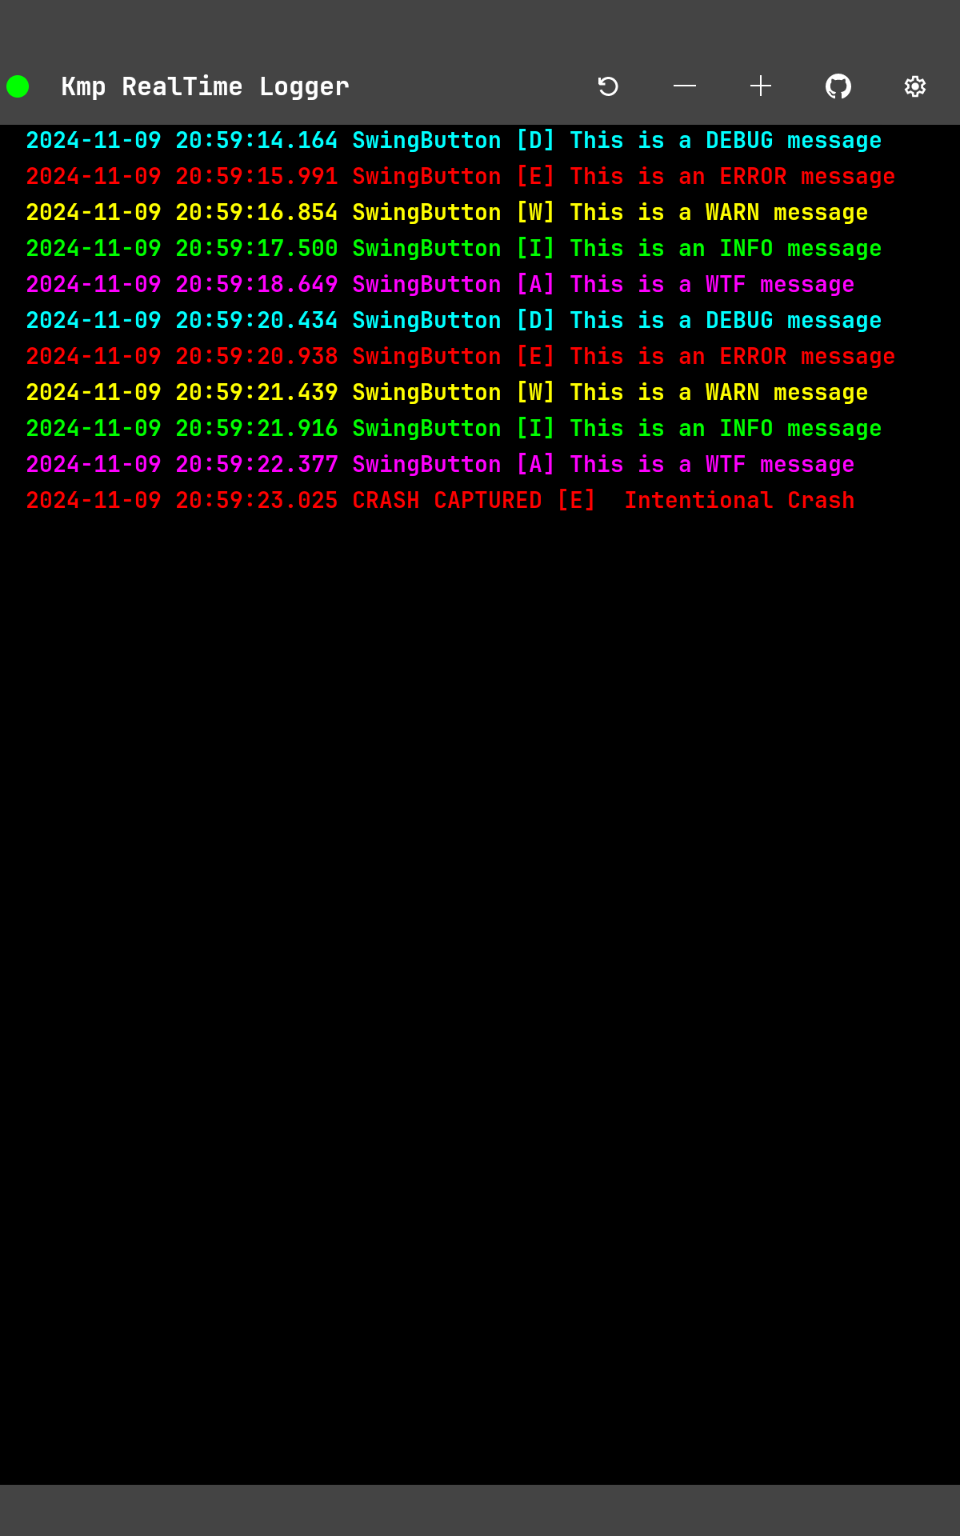 Kmp RealTime Logger
2024-11-09 20:59:14.164 SwingButton [D] This is a DEBUG message
2024-11-09 20:59:15.991 SwingButton [E] This is an ERROR message
2024-11-09 20:59:16.854 SwingButton [W] This is a WARN message
2024-11-09 20:59:17.500 SwingButton [I] This is an INFO message
2024-11-09 20:59:18.649 SwingButton [A] This is a WTF message
2024-11-09 20:59:20.434 SwingButton [D] This is a DEBUG message
2024-11-09 20:59:20.938 SwingButton [E] This is an ERROR message
2024-11-09 20:59:21.439 SwingButton [W] This is a WARN message
2024-11-09 20:59:21.916 SwingButton [I] This is an INFO message
2024-11-09 20:59:22.377 SwingButton [A] This is a WTF message
2024-11-09 20:59:23.025 CRASH CAPTURED [E]  Intentional Crash